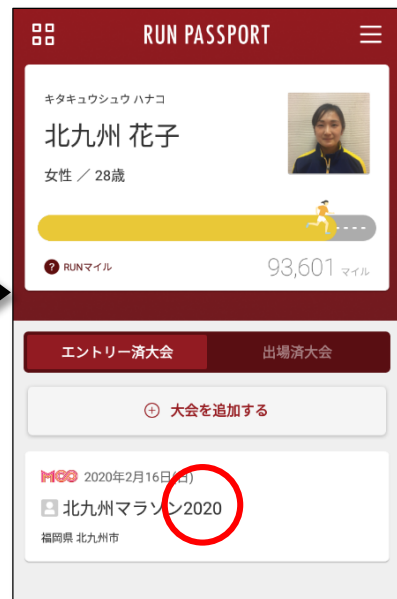 RUN PASSPORT
キタキュウシュウ ハナコ
北九州 花子
女性 ／ 28歳
? RUNマイル 93,601 マイル
エントリー済大会 出場済大会
大会を追加する
MCC 2020年2月16日(日)
北九州マラソン2020
福岡県 北九州市